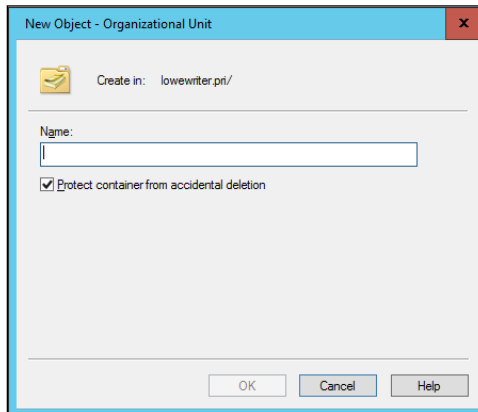 New Object - Organizational Unit
x
Create in: lowewriter.pri/
Name:
Protect container from accidental deletion
OK Cancel Help